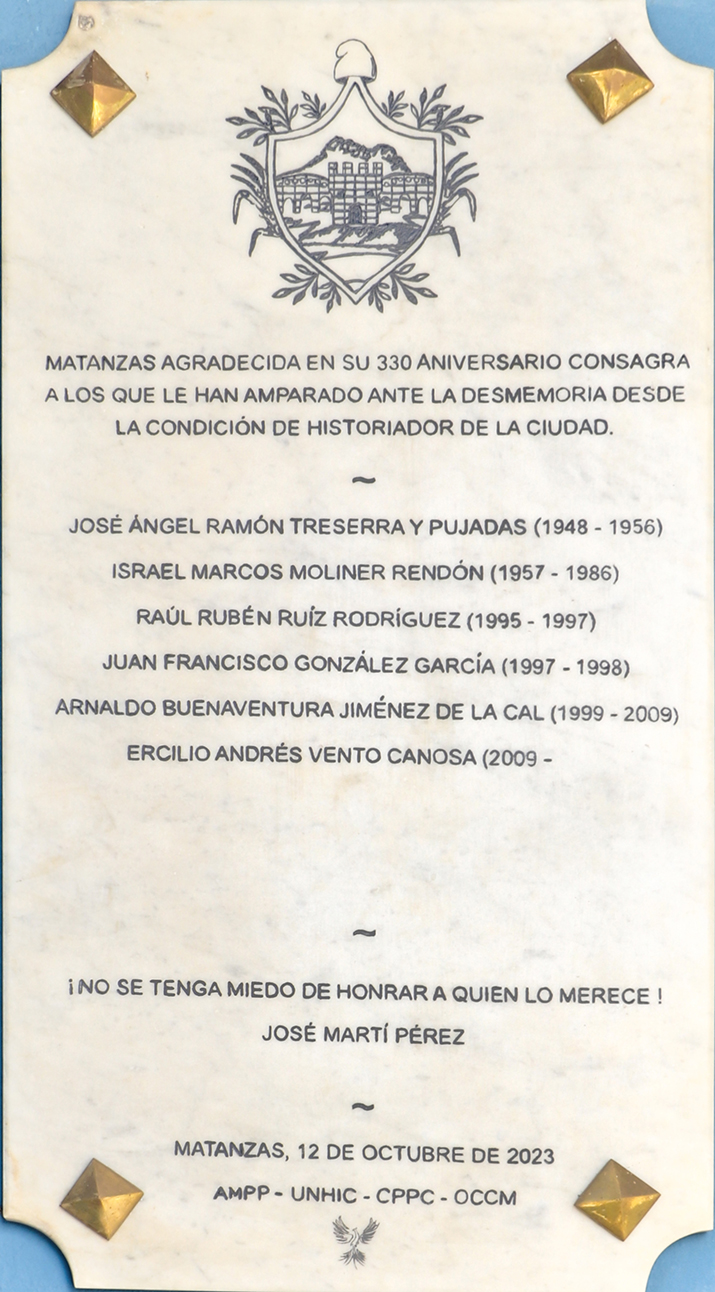 MATANZAS AGRADECIDA EN SU 330 ANIVERSARIO CONSAGRA
A LOS QUE LE HAN AMPARADO ANTE LA DESMEMORIA DESDE
LA CONDICIÓN DE HISTORIADOR DE LA CIUDAD.
~
JOSÉ ÁNGEL RAMÓN TRESERRA Y PUJADAS (1948 - 1956)
ISRAEL MARCOS MOLINER RENDÓN (1957 - 1986)
RAÚL RUBÉN RUÍZ RODRÍGUEZ (1995 - 1997)
JUAN FRANCISCO GONZÁLEZ GARCÍA (1997 - 1998)
ARNALDO BUENAVENTURA JIMÉNEZ DE LA CAL (1999 - 2009)
ERCILIO ANDRÉS VENTO CANOSA (2009 -
~
¡NO SE TENGA MIEDO DE HONRAR A QUIEN LO MERECE !
JOSÉ MARTÍ PÉREZ
~
MATANZAS, 12 DE OCTUBRE DE 2023
AMPP - UNHIC - CPPC - OCCM